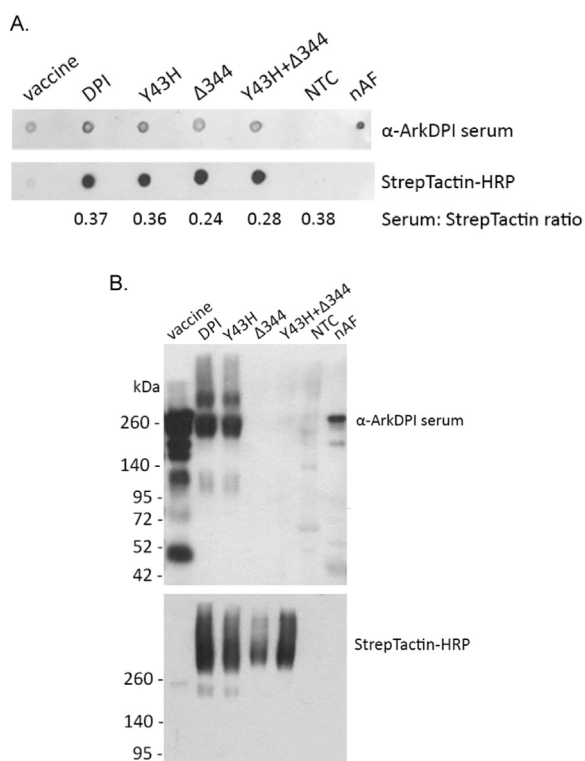 A.
vaccine DPI Y43H Δ344 Y43H+Δ344 NTC nAF
α-ArkDPI serum
StrepTactin-HRP
0.37 0.36 0.24 0.28 0.38 Serum: StrepTactin ratio
B.
vaccine DPI Y43H Δ344 Y43H+Δ344 NTC nAF
kDa
260 - α-ArkDPI serum
140 -
95 -
72 -
52 -
42 -
StrepTactin-HRP
260 -
140 -
95 -